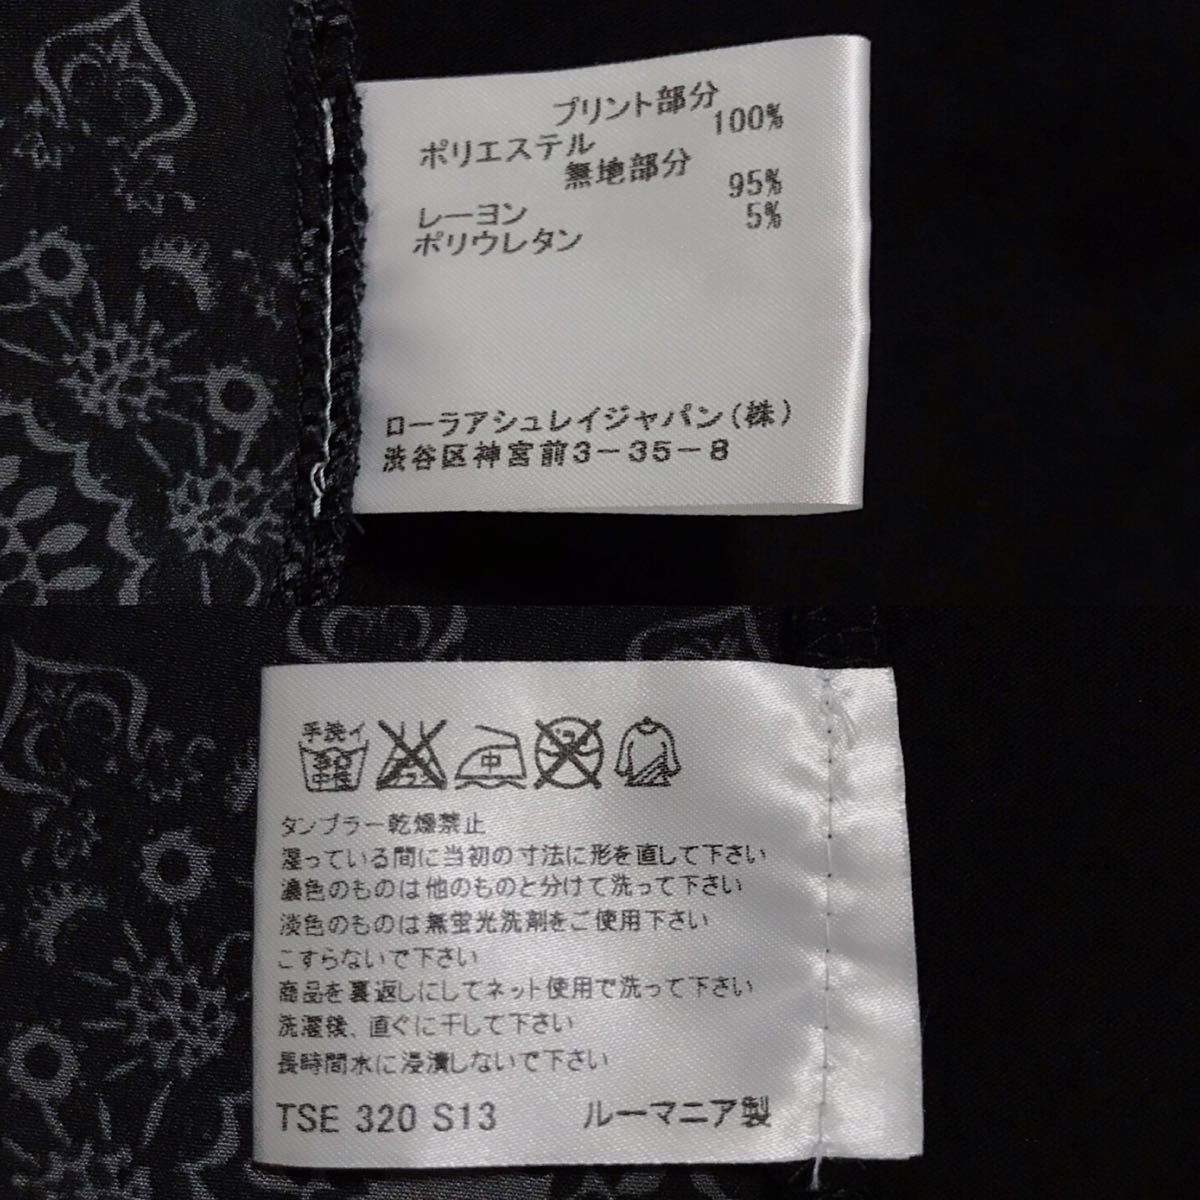 プリント部分
ポリエステル 100%
無地部分
レーヨン 95%
ポリウレタン 5%
ローラアシュレイジャパン(株)
渋谷区神宮前3-35-8
手洗イ
中性
中
タンブラー乾燥禁止
湿っている間に当初の寸法に形を直して下さい
濃色のものは他のものと分けて洗って下さい
淡色のものは無蛍光洗剤をご使用下さい
こすらないで下さい
商品を裏返しにしてネット使用で洗って下さい
洗濯後、直ぐに干して下さい
長時間水に浸漬しないで下さい
TSE 320 S13 ルーマニア製